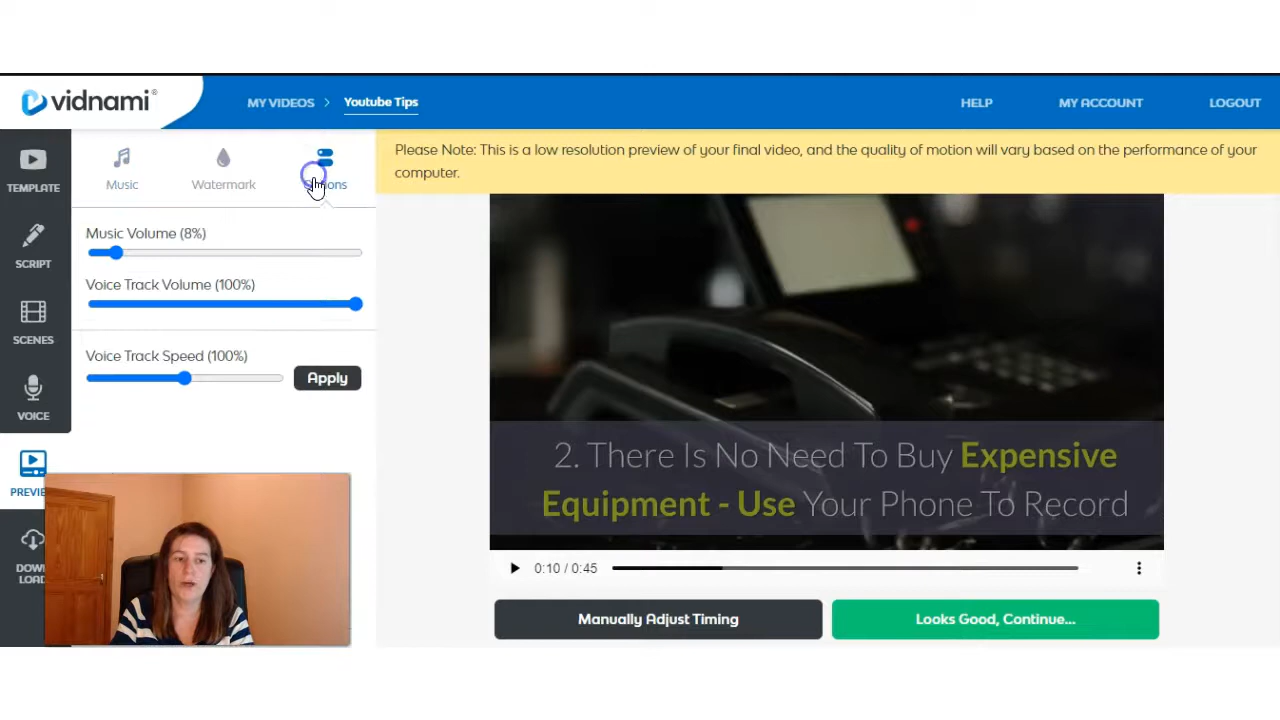 vidnami®
MY VIDEOS > Youtube Tips
HELP
MY ACCOUNT
LOGOUT
TEMPLATE
SCRIPT
SCENES
VOICE
Music
Watermark
Please Note: This is a low resolution preview of your final video, and the quality of motion will vary based on the performance of your
computer.
Music Volume (8%)
Voice Track Volume (100%)
Voice Track Speed (100%)
Apply
2. There Is No Need To Buy Expensive
Equipment - Use Your Phone To Record
0:10 / 0:45
Manually Adjust Timing
Looks Good, Continue...